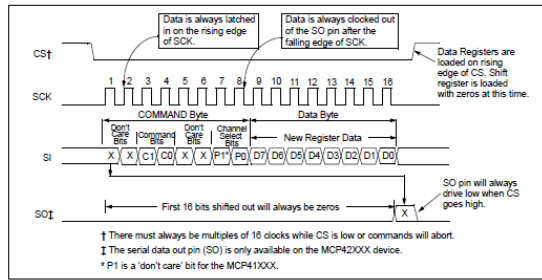 Data is always latched
in on the rising edge
of SCK.
Data is always clocked out
of the SO pin after the
falling edge of SCK.
CS†
Data Registers are
loaded on rising
edge of CS. Shift
register is loaded
with zeros at this time.
1 2 3 4 5 6 7 8 9 10 11 12 13 14 15 16
SCK
COMMAND Byte
Data Byte
Don't
Care
Bits
Command
Bits
Don't
Care
Bits
Channel
Select
Bits
New Register Data
SI
X X C1 C0 X X P1* P0 D7 D6 D5 D4 D3 D2 D1 D0
SO pin will always
drive low when CS
goes high.
SO‡
First 16 bits shifted out will always be zeros
X
† There must always be multiples of 16 clocks while CS is low or commands will abort.
‡ The serial data out pin (SO) is only available on the MCP42XXX device.
* P1 is a 'don't care' bit for the MCP41XXX.